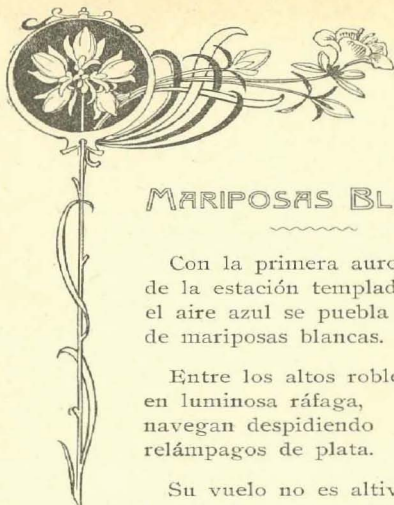 MARIPOSAS BL
Con la primera auro
de la estación templad
el aire azul se puebla
de mariposas blancas.
Entre los altos roble
en luminosa ráfaga,
navegan despidiendo
relámpagos de plata.
Su vuelo no es altiv